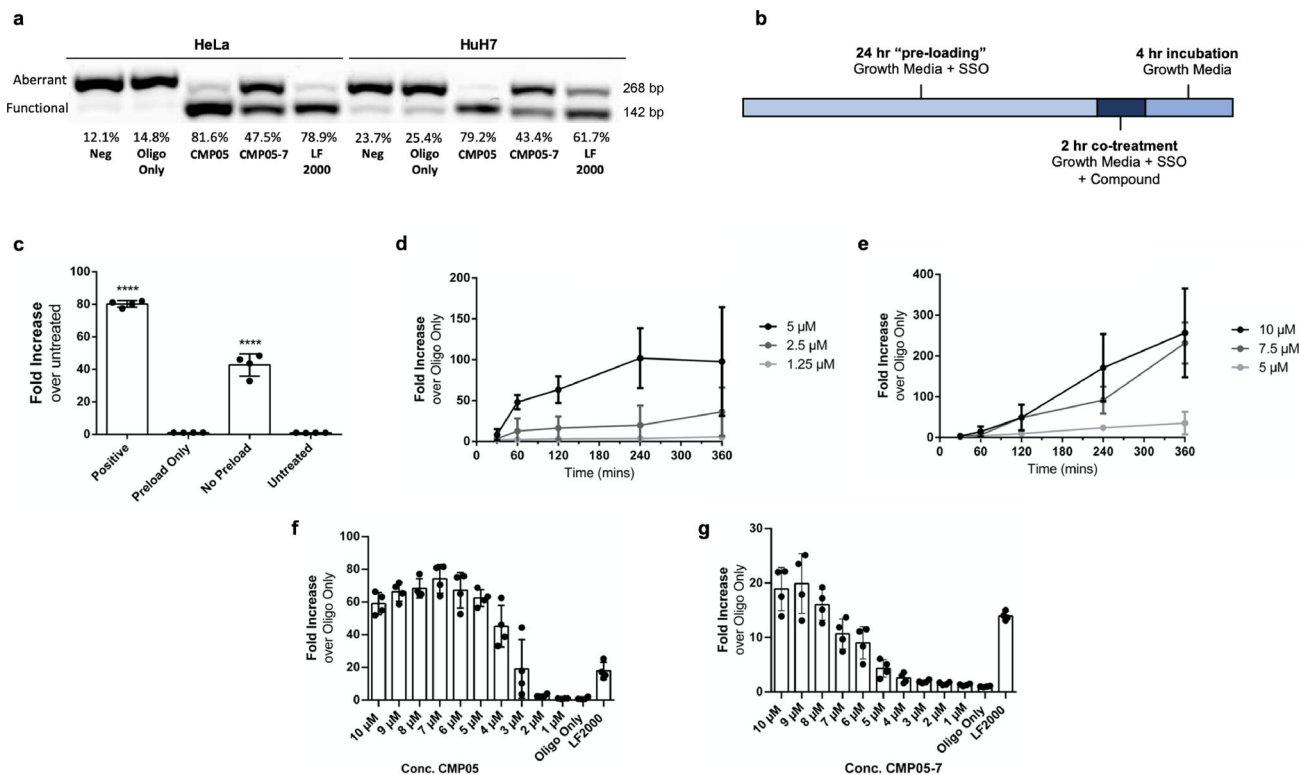 a
HeLa
HuH7
Aberrant
268 bp
Functional
142 bp
12.1% 14.8% 81.6% 47.5% 78.9% 23.7% 25.4% 79.2% 43.4% 61.7%
Neg Oligo Only CMP05 CMP05-7 LF 2000 Neg Oligo Only CMP05 CMP05-7 LF 2000
b
24 hr “pre-loading”
Growth Media + SSO
4 hr incubation
Growth Media
2 hr co-treatment
Growth Media + SSO
+ Compound
c
Fold Increase
over untreated
100
80
60
40
20
0
****
****
Positive
Preload Only
No Preload
Untreated
d
Fold Increase
over Oligo Only
200
150
100
50
0
0 60 120 180 240 300 360
Time (mins)
5 µM
2.5 µM
1.25 µM
e
Fold Increase
over Oligo Only
400
300
200
100
0
0 60 120 180 240 300 360
Time (mins)
10 µM
7.5 µM
5 µM
f
Fold Increase
over Oligo Only
100
80
60
40
20
0
10 µM
9 µM
8 µM
7 µM
6 µM
5 µM
4 µM
3 µM
2 µM
1 µM
Oligo Only
LF2000
Conc. CMP05
g
Fold Increase
over Oligo Only
30
20
10
0
10 µM
9 µM
8 µM
7 µM
6 µM
5 µM
4 µM
3 µM
2 µM
1 µM
Oligo Only
LF2000
Conc. CMP05-7